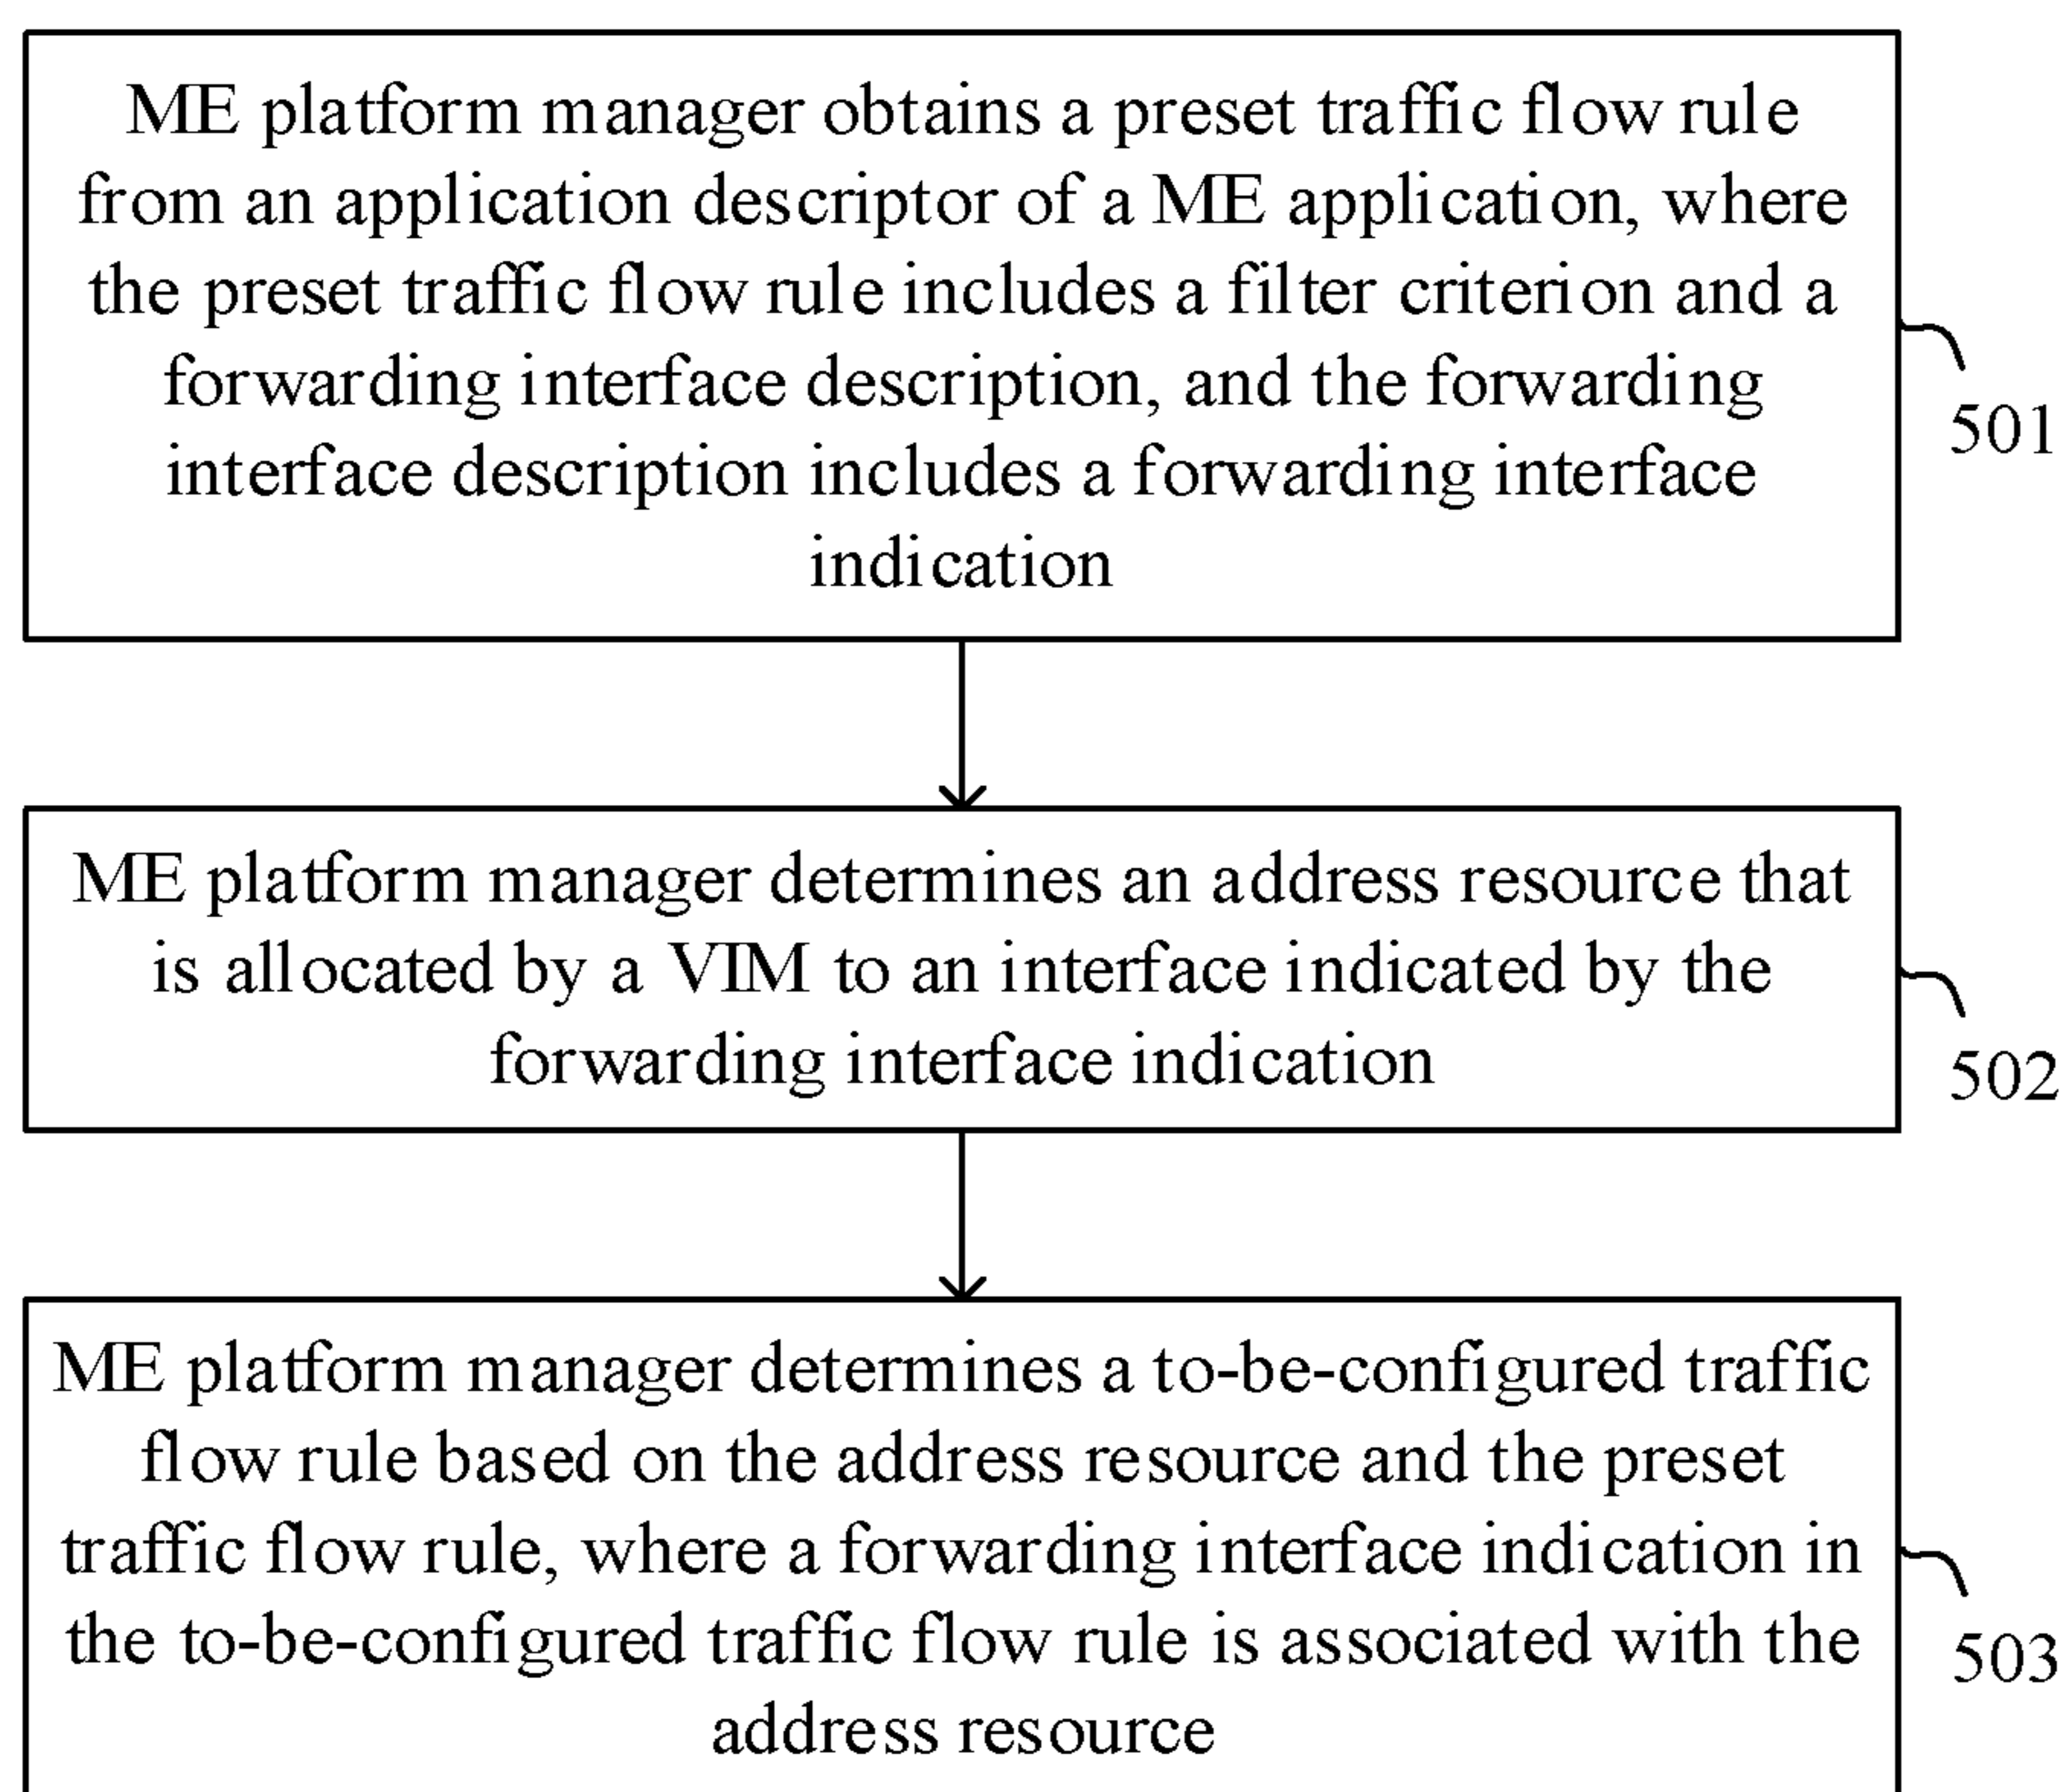 ME platform manager obtains a preset traffic flow rule
from an application descriptor of a ME application, where
the preset traffic flow rule includes a filter criterion and a
forwarding interface description, and the forwarding
interface description includes a forwarding interface
indication
501
ME platform manager determines an address resource that
is allocated by a VIM to an interface indicated by the
forwarding interface indication
502
ME platform manager determines a to-be-configured traffic
flow rule based on the address resource and the preset
traffic flow rule, where a forwarding interface indication in
the to-be-configured traffic flow rule is associated with the
address resource
503